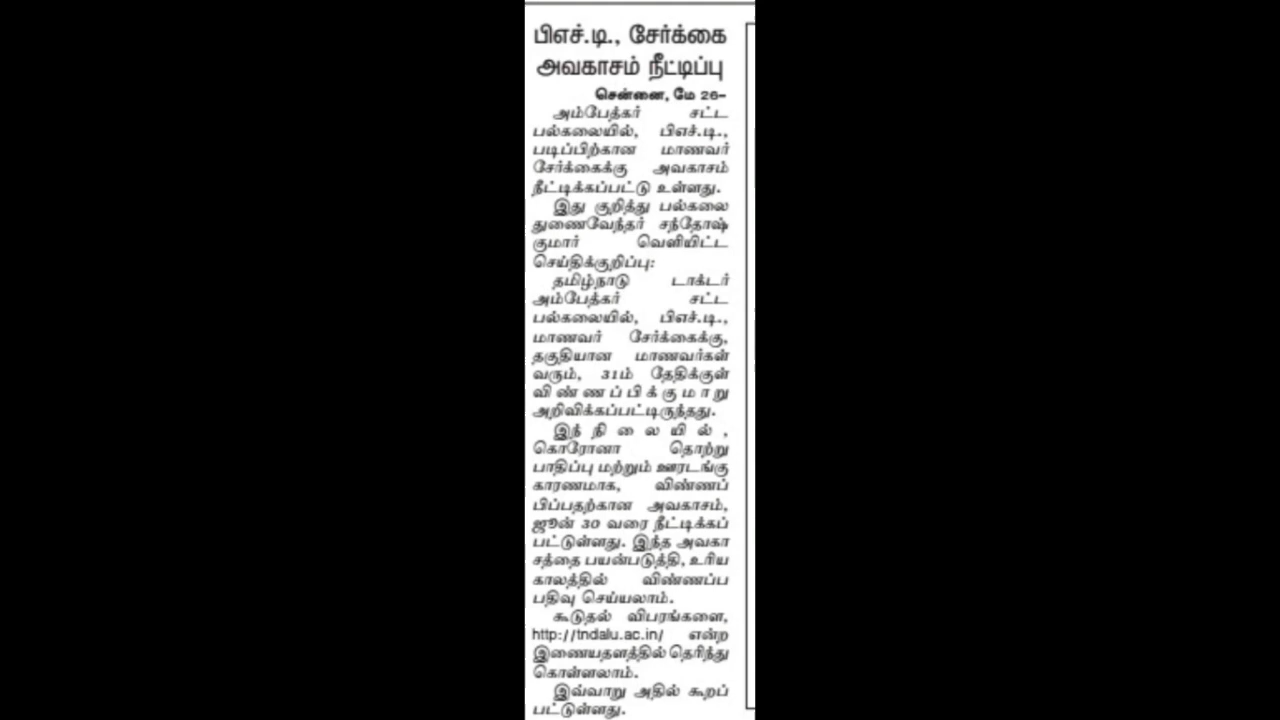 பிஎச்.டி., சேர்க்கை
அவகாசம் நீட்டிப்பு
சென்னை, மே 26–
அம்பேத்கர் சட்ட
பல்கலையில், பிஎச்.டி.,
படிப்பிற்கான மாணவர்
சேர்க்கைக்கு அவகாசம்
நீட்டிக்கப்பட்டு உள்ளது.
இது குறித்து பல்கலை
துணைவேந்தர் சந்தோஷ்
குமார் வெளியிட்ட
செய்திக்குறிப்பு:
தமிழ்நாடு டாக்டர்
அம்பேத்கர் சட்ட
பல்கலையில், பிஎச்.டி.,
மாணவர் சேர்க்கைக்கு,
தகுதியான மாணவர்கள்
வரும், 31ம் தேதிக்குள்
விண்ணப்பிக்குமாறு
அறிவிக்கப்பட்டிருந்தது.
இந்நிலையில்,
கொரோனா தொற்று
பாதிப்பு மற்றும் ஊரடங்கு
காரணமாக, விண்ணப்
பிப்பதற்கான அவகாசம்,
ஜூன் 30 வரை நீட்டிக்கப்
பட்டுள்ளது. இந்த அவகா
சத்தை பயன்படுத்தி, உரிய
காலத்தில் விண்ணப்ப
பதிவு செய்யலாம்.
கூடுதல் விபரங்களை,
http://tndalu.ac.in/ என்ற
இணையதளத்தில் தெரிந்து
கொள்ளலாம்.
இவ்வாறு அதில் கூறப்
பட்டுள்ளது.